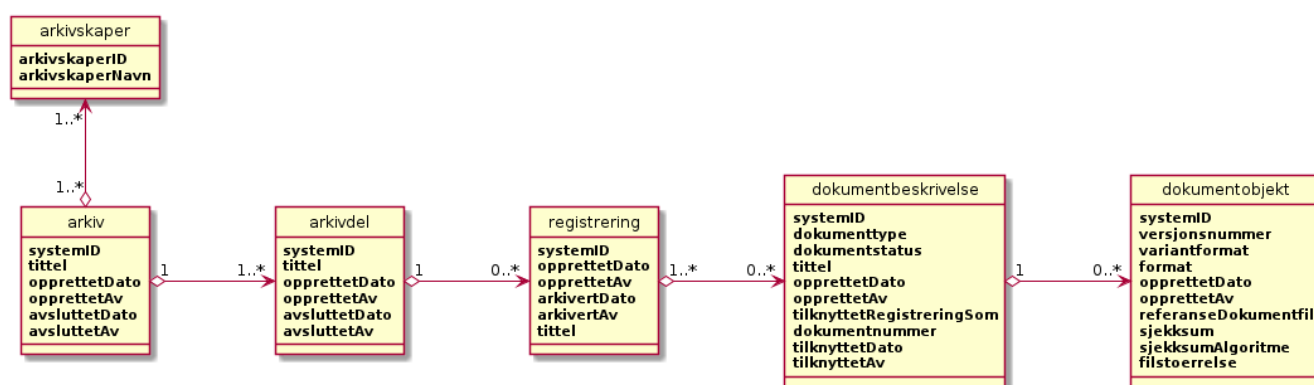 arkivskaper
arkivskaperID
arkivskaperNavn
1..*
1..*
arkiv
systemID
tittel
opprettetDato
opprettetAv
avsluttetDato
avsluttetAv
1
1..*
arkivdel
systemID
tittel
opprettetDato
opprettetAv
avsluttetDato
avsluttetAv
1
0..*
registrering
systemID
opprettetDato
opprettetAv
arkivertDato
arkivertAv
tittel
1..*
0..*
dokumentbeskrivelse
systemID
dokumenttype
dokumentstatus
tittel
opprettetDato
opprettetAv
tilknyttetRegistreringSom
dokumentnummer
tilknyttetDato
tilknyttetAv
1
0..*
dokumentobjekt
systemID
versjonsnummer
variantformat
format
opprettetDato
opprettetAv
referanseDokumentfil
sjekksum
sjekksumAlgoritme
filstoerrelse